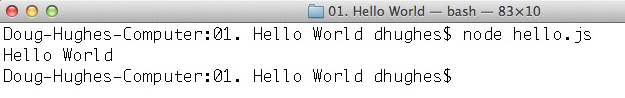 01. Hello World — bash — 83×10
Doug-Hughes-Computer:01. Hello World dhughes$ node hello.js
Hello World
Doug-Hughes-Computer:01. Hello World dhughes$